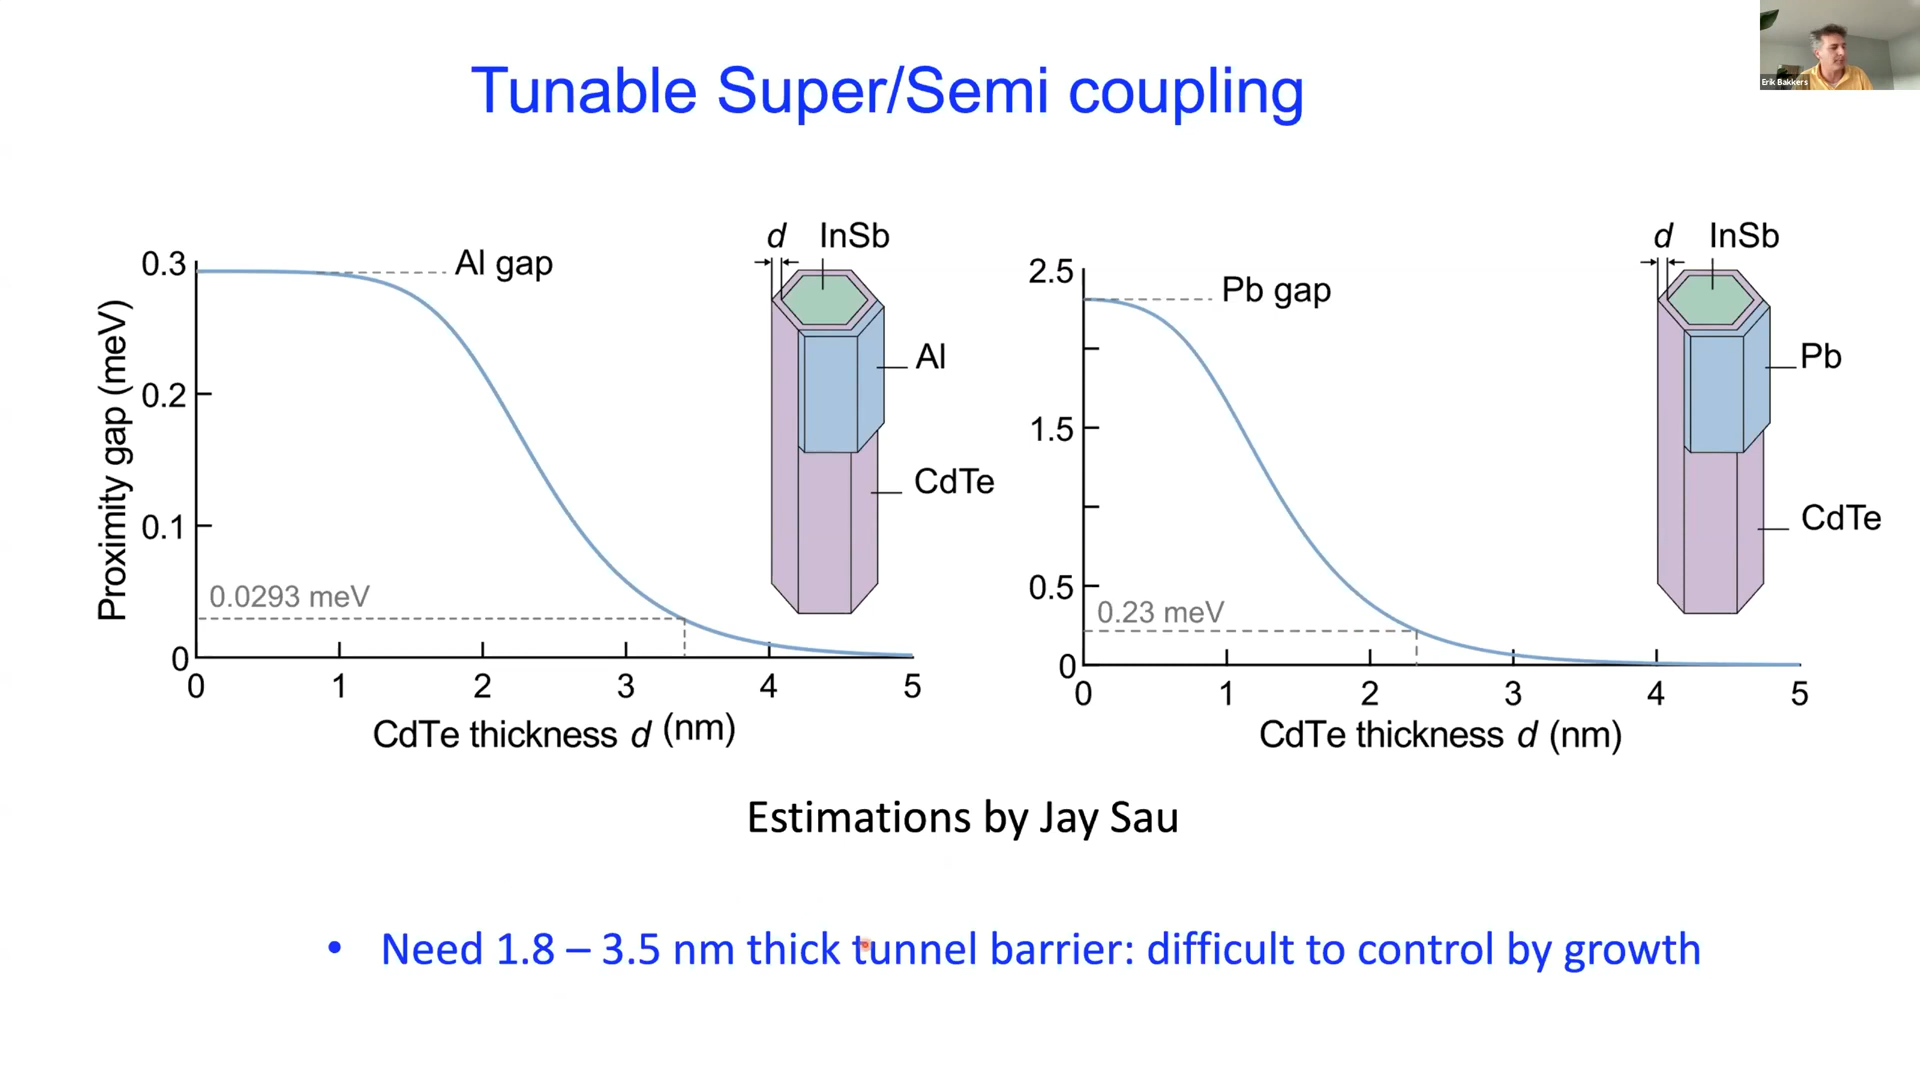 Tunable Super/Semi coupling
Erik Bakkers
0.3
0.2
0.1
0
Proximity gap (meV)
Al gap
0.0293 meV
0 1 2 3 4 5
CdTe thickness d (nm)
d InSb
Al
CdTe
2.5
1.5
0.5
0
Pb gap
0.23 meV
0 1 2 3 4 5
CdTe thickness d (nm)
d InSb
Pb
CdTe
Estimations by Jay Sau
• Need 1.8 – 3.5 nm thick tunnel barrier: difficult to control by growth